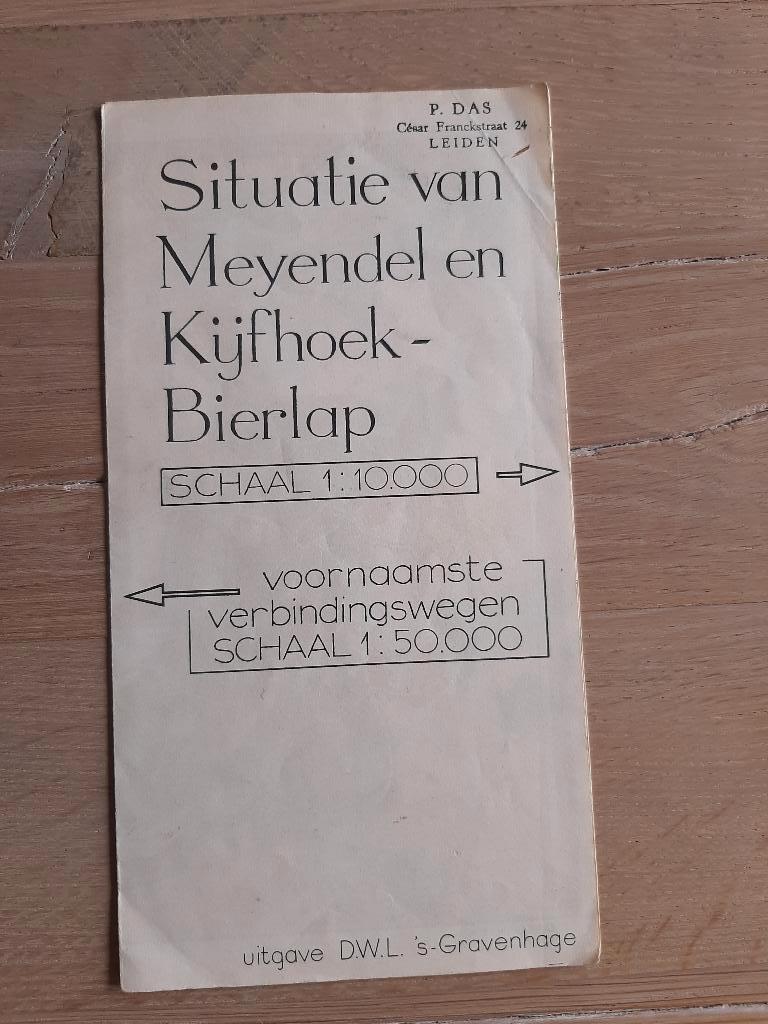 P. DAS
César Franckstraat 24
LEIDEN
Situatie van
Meyendel en
Kijfhoek-
Bierlap
SCHAAL 1:10.000
voornaamste
verbindingswegen
SCHAAL 1:50.000
uitgave D.W.L. 's-Gravenhage